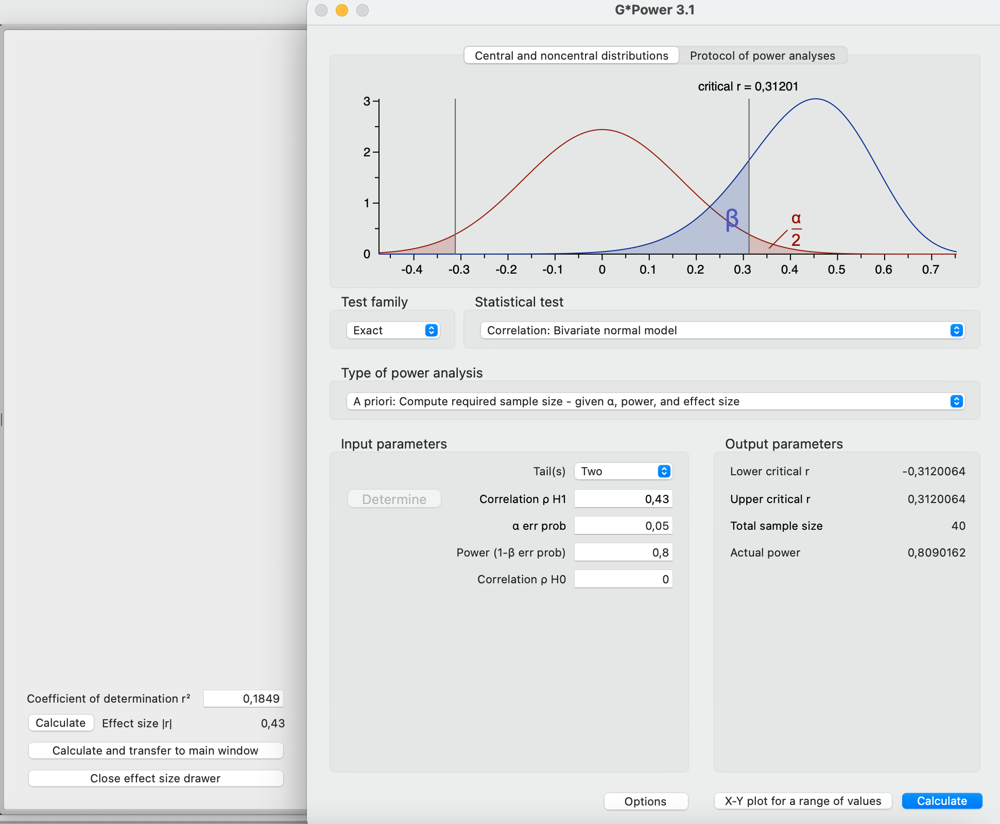 G*Power 3.1
Central and noncentral distributions Protocol of power analyses
critical r = 0,31201
3
2
1
0
β
α
2
-0.4 -0.3 -0.2 -0.1 0 0.1 0.2 0.3 0.4 0.5 0.6 0.7
Test family Statistical test
Exact Correlation: Bivariate normal model
Type of power analysis
A priori: Compute required sample size - given α, power, and effect size
Input parameters
Tail(s) Two
Determine Correlation ρ H1 0,43
α err prob 0,05
Power (1-β err prob) 0,8
Correlation ρ H0 0
Output parameters
Lower critical r -0,3120064
Upper critical r 0,3120064
Total sample size 40
Actual power 0,8090162
Coefficient of determination r² 0,1849
Calculate Effect size |r| 0,43
Calculate and transfer to main window
Close effect size drawer
Options X-Y plot for a range of values Calculate